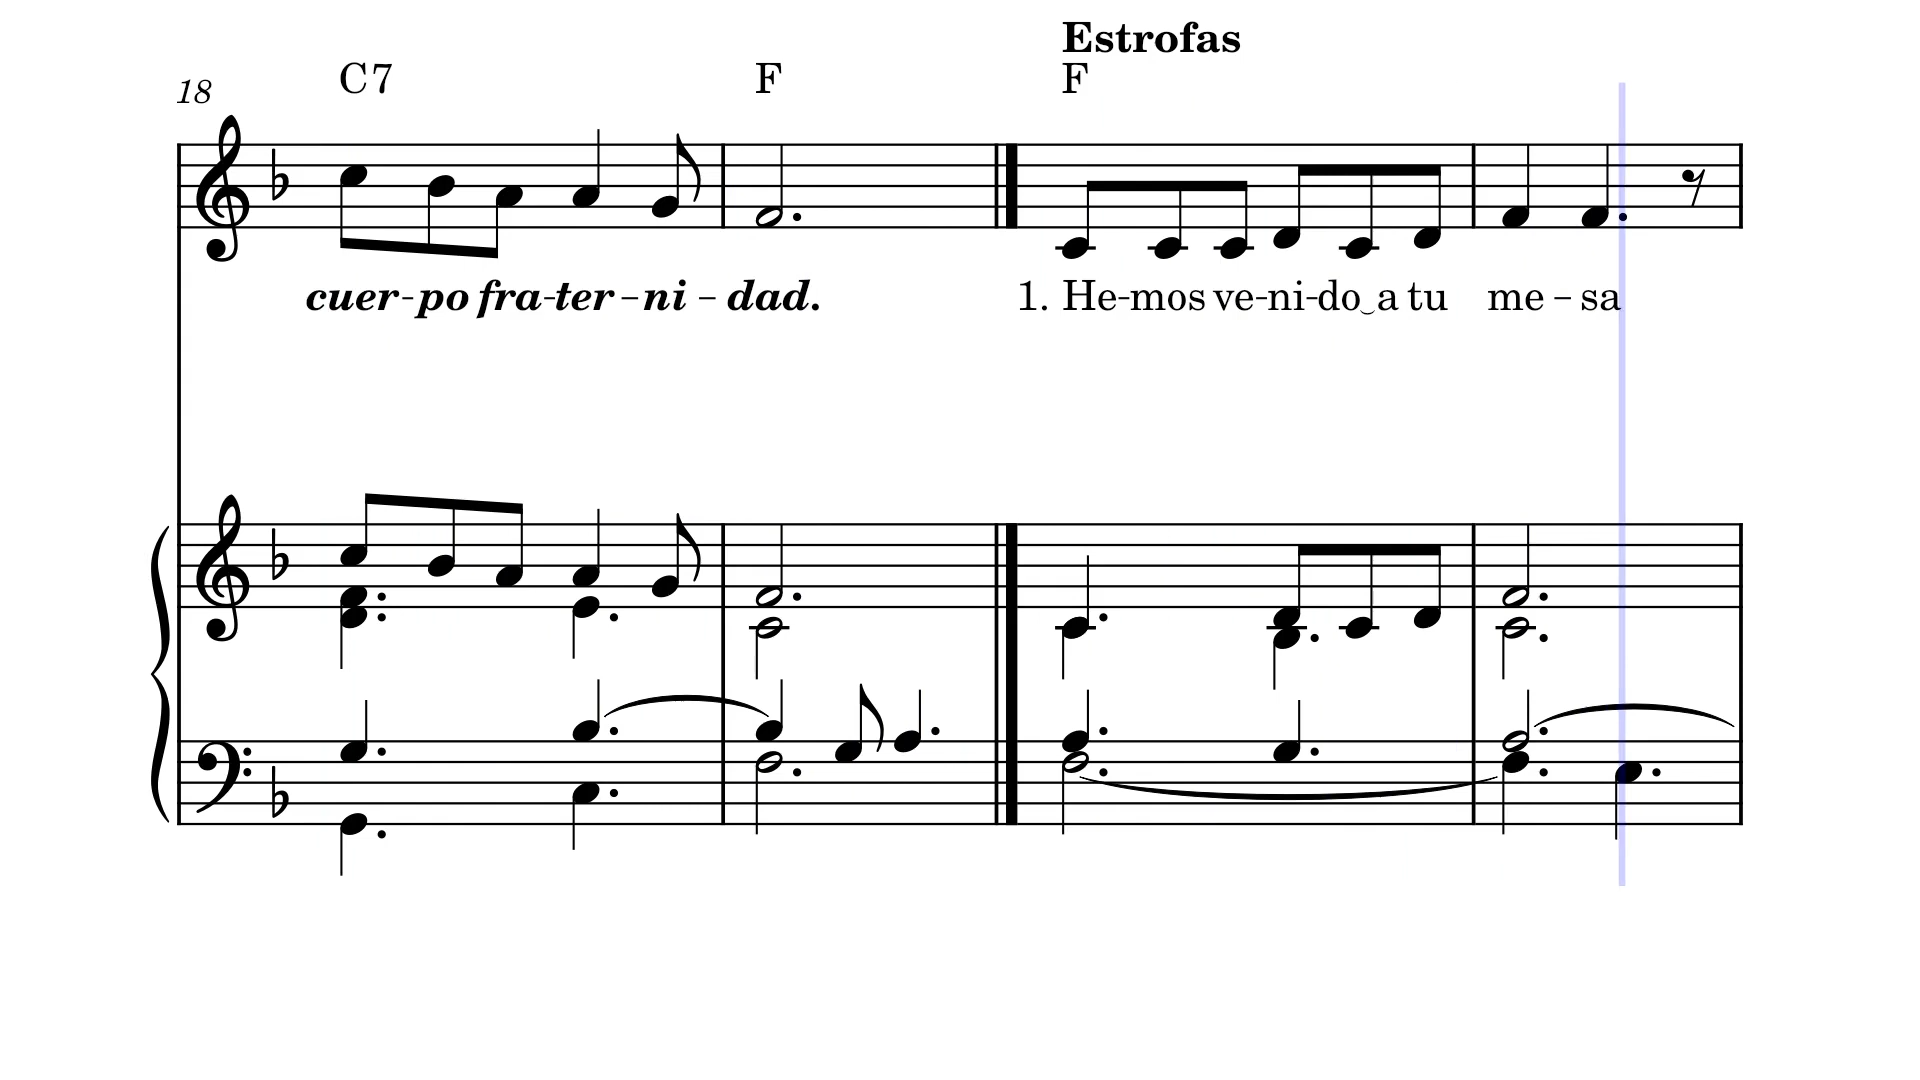 Estrofas
18 C7 F F
cuer-po fra-ter-ni-dad. 1. He-mos ve-ni-do‿a tu me-sa